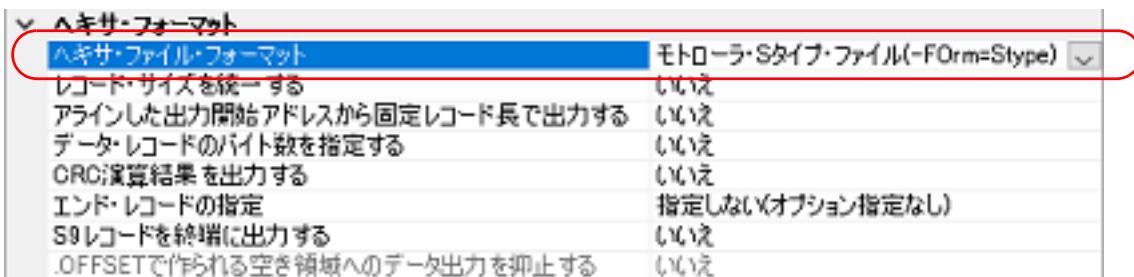 ヘキサ・フォーマット
ヘキサ・ファイル・フォーマット モトローラ・Sタイプ・ファイル(-FOrm=Stype)
レコード・サイズを統一する いいえ
アラインした出力開始アドレスから固定レコード長で出力する いいえ
データ・レコードのバイト数を指定する いいえ
CRC演算結果を出力する いいえ
エンド・レコードの指定 指定しない(オプション指定なし)
S9レコードを終端に出力する いいえ
.OFFSETで作られる空き領域へのデータ出力を抑止する いいえ